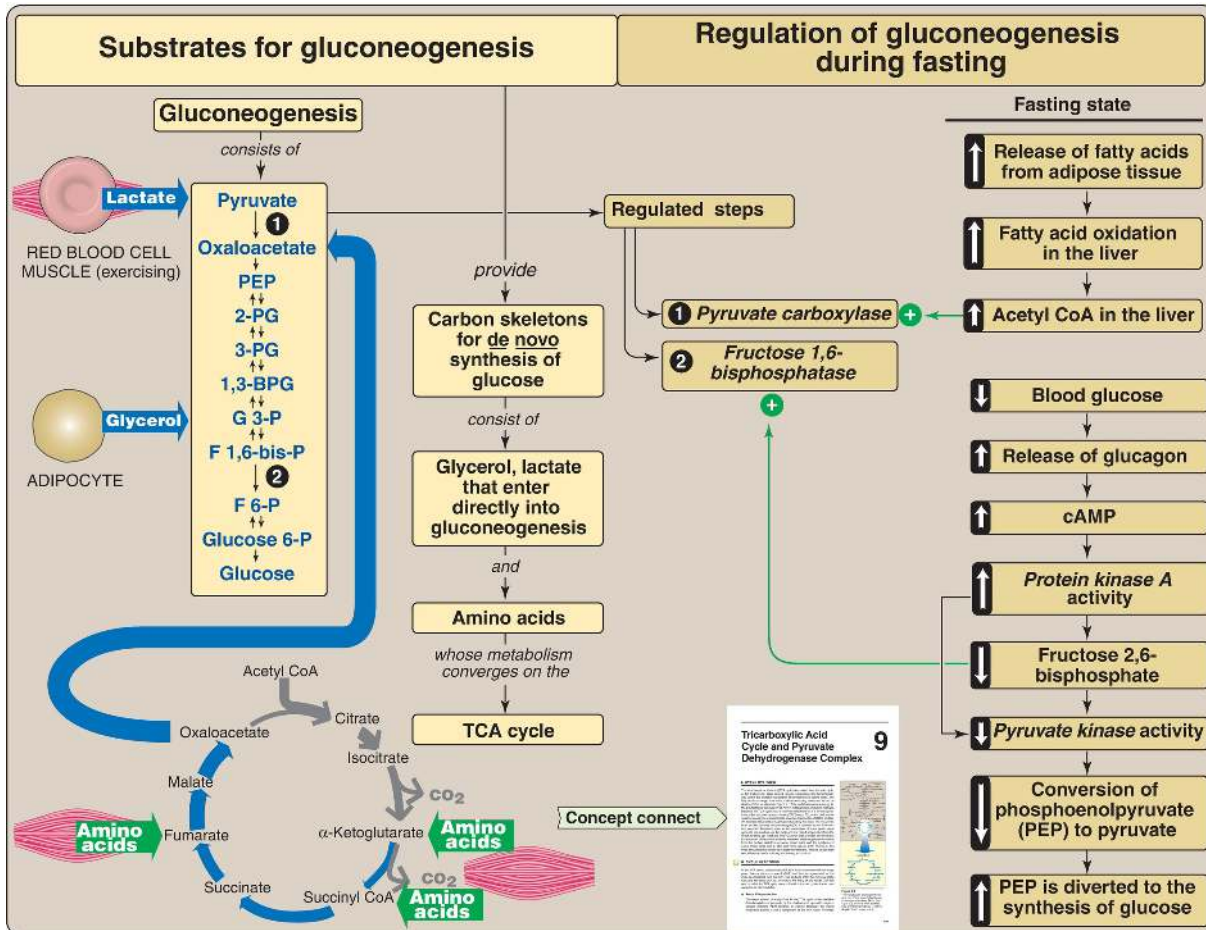 Substrates for gluconeogenesis
Regulation of gluconeogenesis
during fasting
Gluconeogenesis
consists of
Lactate
RED BLOOD CELL
MUSCLE (exercising)
Pyruvate
1
Oxaloacetate
PEP
2-PG
3-PG
1,3-BPG
G 3-P
F 1,6-bis-P
2
F 6-P
Glucose 6-P
Glucose
Glycerol
ADIPOCYTE
provide
Carbon skeletons
for de novo
synthesis of
glucose
consist of
Glycerol, lactate
that enter
directly into
gluconeogenesis
and
Amino acids
whose metabolism
converges on the
TCA cycle
Regulated steps
1 Pyruvate carboxylase
+
2 Fructose 1,6-
bisphosphatase
+
Fasting state
Release of fatty acids
from adipose tissue
Fatty acid oxidation
in the liver
Acetyl CoA in the liver
Blood glucose
Release of glucagon
cAMP
Protein kinase A
activity
Fructose 2,6-
bisphosphate
Pyruvate kinase activity
Conversion of
phosphoenolpyruvate
(PEP) to pyruvate
PEP is diverted to the
synthesis of glucose
Acetyl CoA
Oxaloacetate
Citrate
Isocitrate
Malate
CO2
Amino
acids
Fumarate
α-Ketoglutarate
Amino
acids
Succinate
CO2
Succinyl CoA
Amino
acids
Concept connect
Tricarboxylic Acid
Cycle and Pyruvate
Dehydrogenase Complex
9